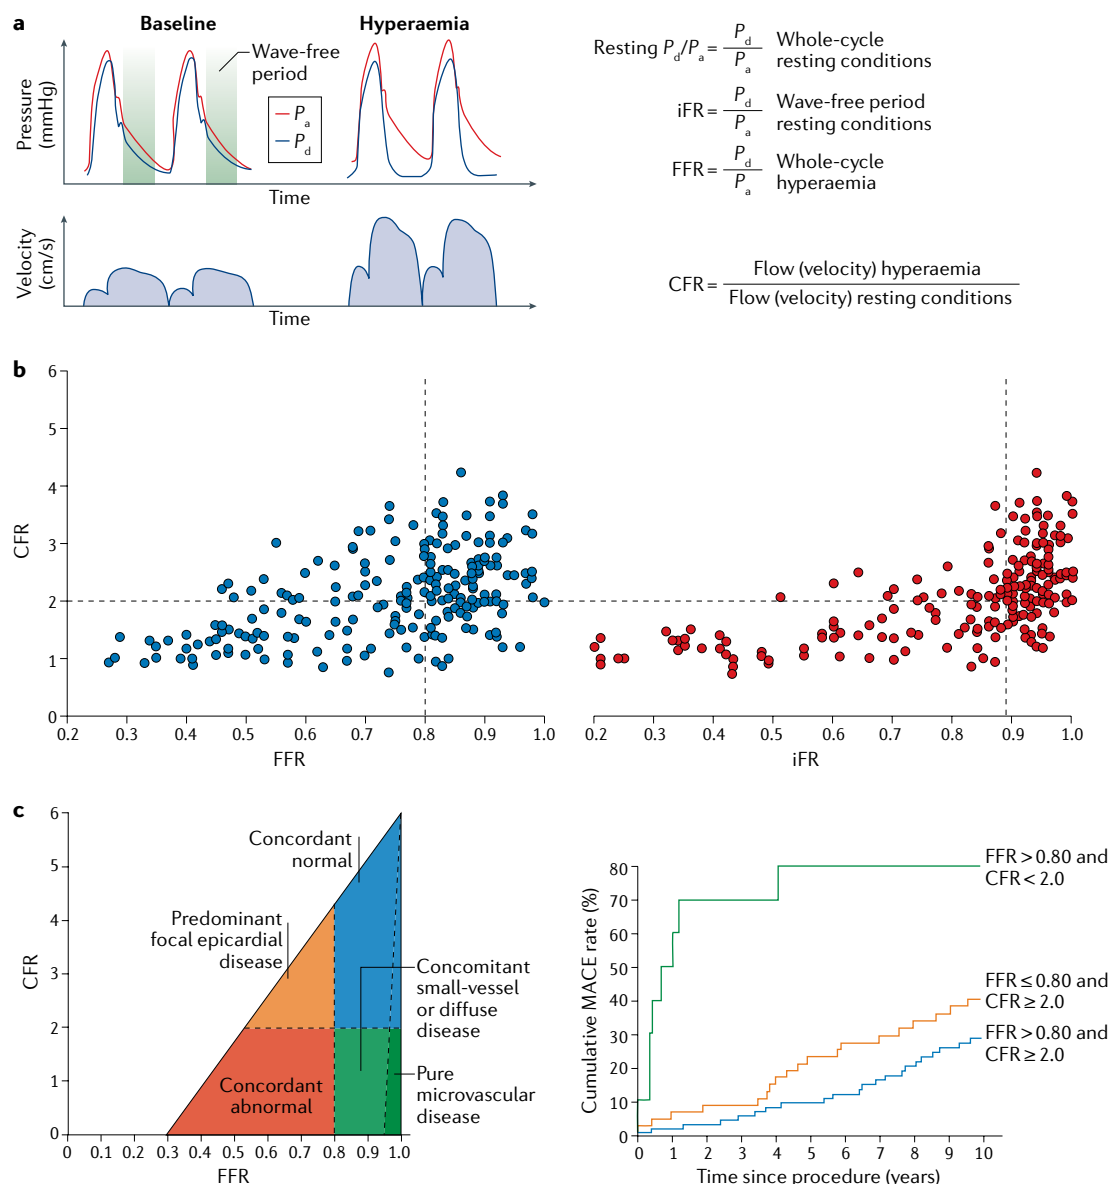 a
Baseline
Hyperaemia
Wave-free
period
Pa
Pd
Pressure
(mmHg)
Time
Velocity
(cm/s)
Time
Resting Pd/Pa = Pd/Pa Whole-cycle
resting conditions
iFR = Pd/Pa Wave-free period
resting conditions
FFR = Pd/Pa Whole-cycle
hyperaemia
CFR = Flow (velocity) hyperaemia
Flow (velocity) resting conditions
b
6
5
4
3
2
1
0
CFR
0.2 0.3 0.4 0.5 0.6 0.7 0.8 0.9 1.0
FFR
0.2 0.3 0.4 0.5 0.6 0.7 0.8 0.9 1.0
iFR
c
6
5
4
3
2
1
0
CFR
Concordant
normal
Predominant
focal epicardial
disease
Concomitant
small-vessel
or diffuse
disease
Concordant
abnormal
Pure
microvascular
disease
0 0.1 0.2 0.3 0.4 0.5 0.6 0.7 0.8 0.9 1.0
FFR
Cumulative MACE rate (%)
80
70
60
50
40
30
20
10
0
FFR > 0.80 and
CFR < 2.0
FFR ≤ 0.80 and
CFR ≥ 2.0
FFR > 0.80 and
CFR ≥ 2.0
0 1 2 3 4 5 6 7 8 9 10
Time since procedure (years)